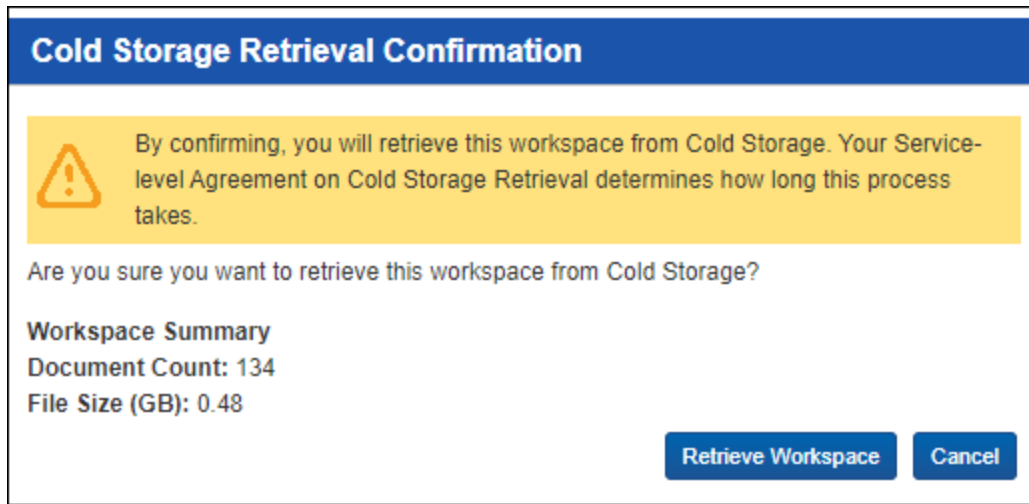 Cold Storage Retrieval Confirmation
By confirming, you will retrieve this workspace from Cold Storage. Your Service-
level Agreement on Cold Storage Retrieval determines how long this process
takes.
Are you sure you want to retrieve this workspace from Cold Storage?
Workspace Summary
Document Count: 134
File Size (GB): 0.48
Retrieve Workspace Cancel